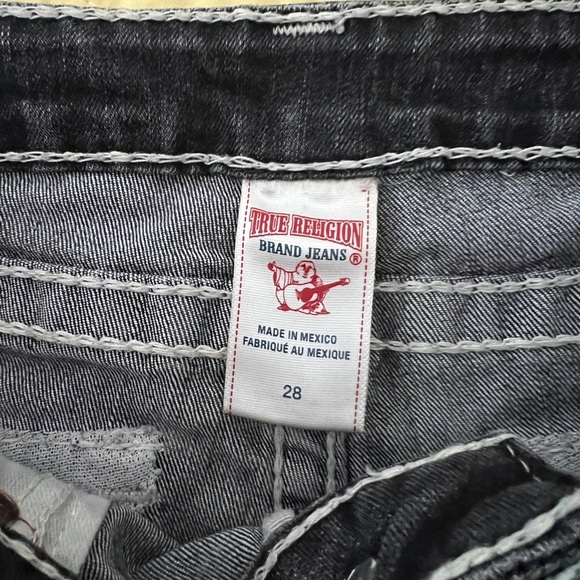 TRUE RELIGION
BRAND JEANS ®
MADE IN MEXICO
FABRIQUÉ AU MEXIQUE
28